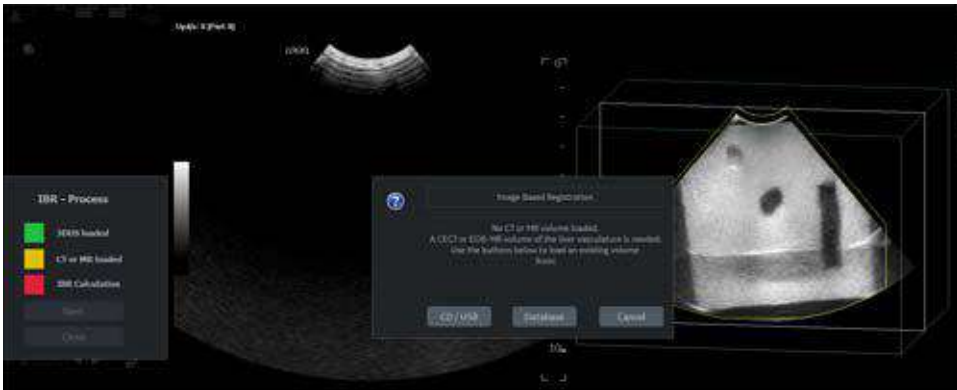 IBR - Process
3DUS loaded
CT or MR loaded
IBR Calculation
Close
Image Based Registration
No CT or MR volume loaded.
A CECT or EOB-MR volume of the liver vasculature is needed.
Use the buttons below to load an existing volume
from:
CD / USB
Database
Cancel